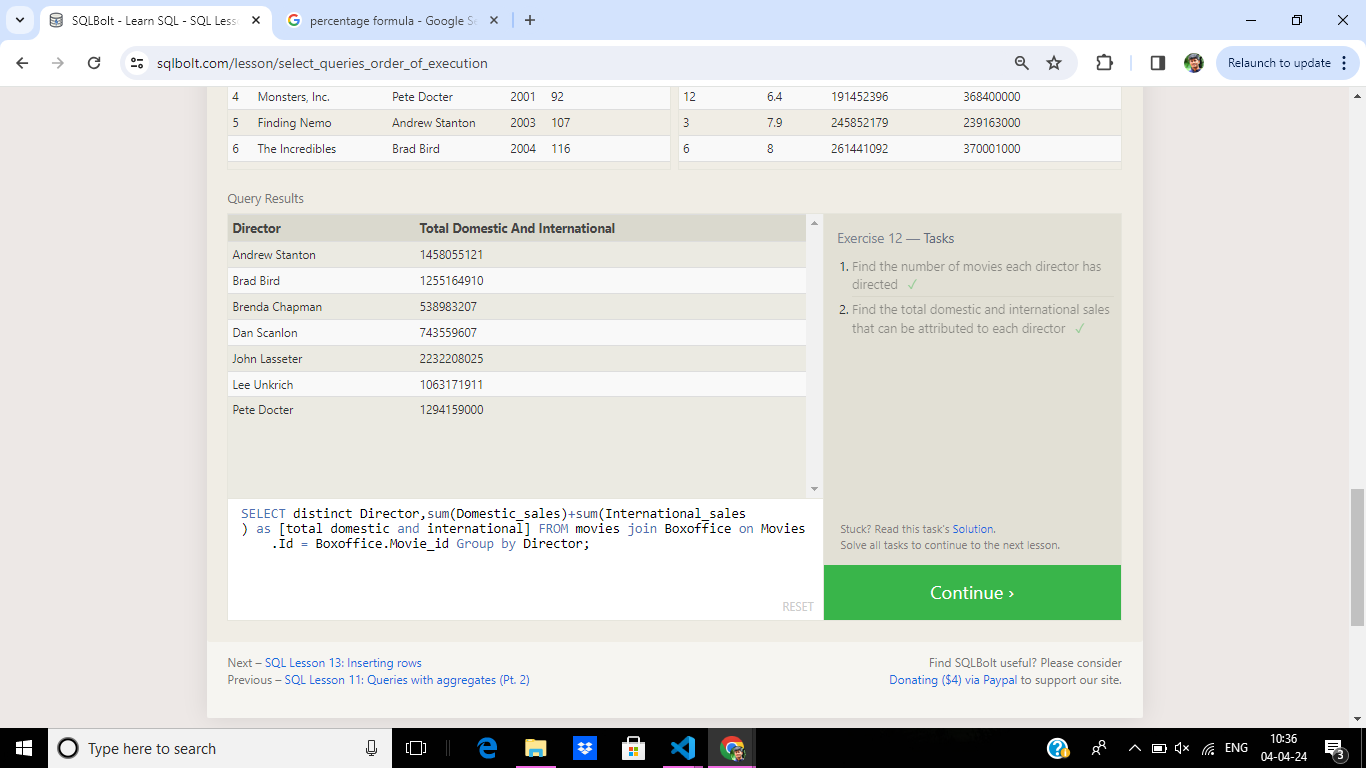 SQLBolt - Learn SQL - SQL Less
percentage formula - Google Se
sqlbolt.com/lesson/select_queries_order_of_execution
Relaunch to update
4 Monsters, Inc. Pete Docter 2001 92
12 6.4 191452396 368400000
5 Finding Nemo Andrew Stanton 2003 107
3 7.9 245852179 239163000
6 The Incredibles Brad Bird 2004 116
6 8 261441092 370001000
Query Results
Director Total Domestic And International
Andrew Stanton 1458055121
Brad Bird 1255164910
Brenda Chapman 538983207
Dan Scanlon 743559607
John Lasseter 2232208025
Lee Unkrich 1063171911
Pete Docter 1294159000
Exercise 12 — Tasks
1. Find the number of movies each director has
directed ✓
2. Find the total domestic and international sales
that can be attributed to each director ✓
SELECT distinct Director,sum(Domestic_sales)+sum(International_sales
) as [total domestic and international] FROM movies join Boxoffice on Movies
.Id = Boxoffice.Movie_id Group by Director;
RESET
Stuck? Read this task's Solution.
Solve all tasks to continue to the next lesson.
Continue ›
Next – SQL Lesson 13: Inserting rows
Previous – SQL Lesson 11: Queries with aggregates (Pt. 2)
Find SQLBolt useful? Please consider
Donating ($4) via Paypal to support our site.
Type here to search
ENG
10:36
04-04-24
3